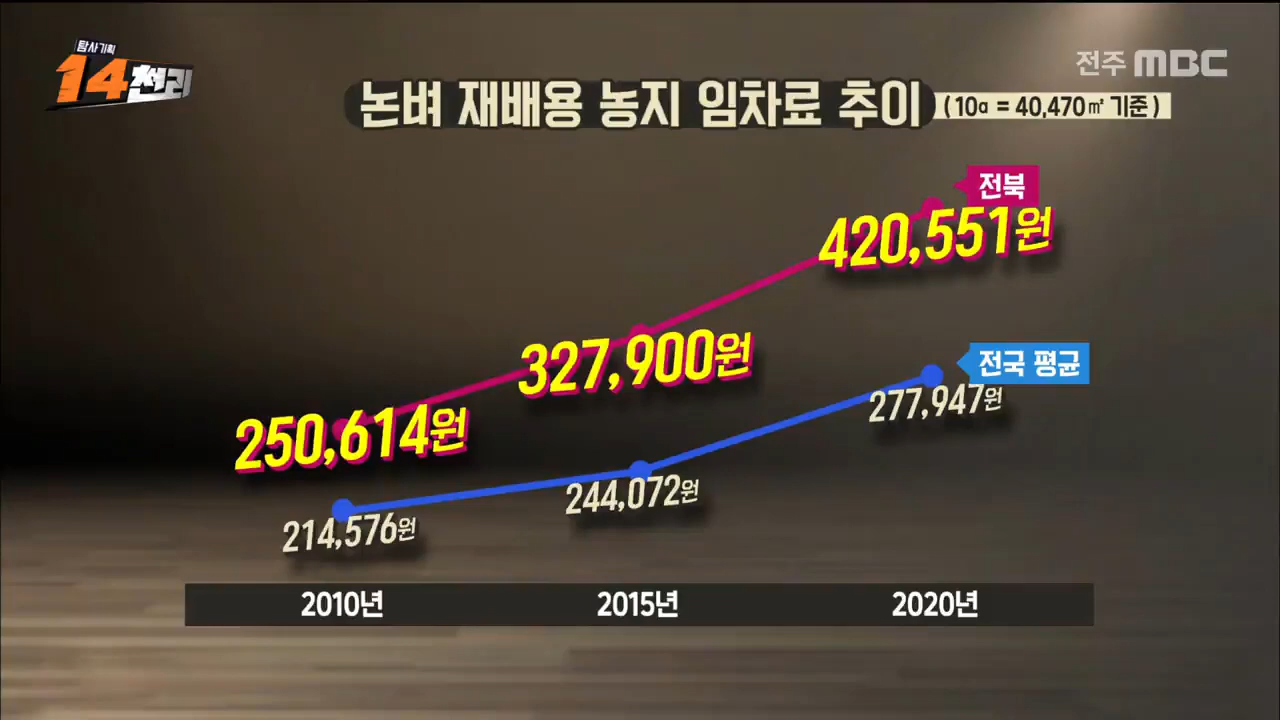 탐사기획
14천리
전주 MBC
논벼 재배용 농지 임차료 추이 (10a = 40,470㎡ 기준)
전북
420,551원
327,900원
250,614원
전국 평균
277,947원
244,072원
214,576원
2010년 2015년 2020년